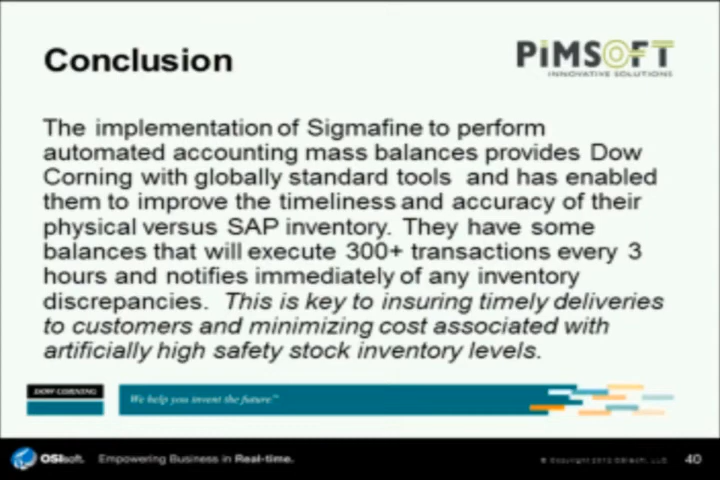 Conclusion
PiMSOFT
INNOVATIVE SOLUTIONS
The implementation of Sigmafine to perform
automated accounting mass balances provides Dow
Corning with globally standard tools and has enabled
them to improve the timeliness and accuracy of their
physical versus SAP inventory. They have some
balances that will execute 300+ transactions every 3
hours and notifies immediately of any inventory
discrepancies. This is key to insuring timely deliveries
to customers and minimizing cost associated with
artificially high safety stock inventory levels.
DOW CORNING
We help you invent the future.™
OSIsoft. Empowering Business in Real-time.
© Copyright 2012 OSIsoft, LLC. 40